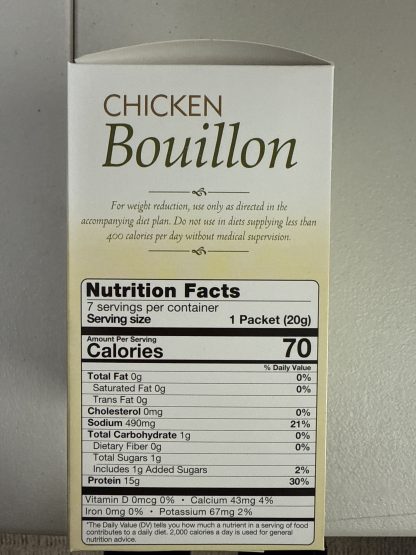 CHICKEN
Bouillon
For weight reduction, use only as directed in the
accompanying diet plan. Do not use in diets supplying less than
400 calories per day without medical supervision.
Nutrition Facts
7 servings per container
Serving size 1 Packet (20g)
Amount Per Serving
Calories 70
% Daily Value
Total Fat 0g 0%
Saturated Fat 0g 0%
Trans Fat 0g
Cholesterol 0mg 0%
Sodium 490mg 21%
Total Carbohydrate 1g 0%
Dietary Fiber 0g 0%
Total Sugars 1g
Includes 1g Added Sugars 2%
Protein 15g 30%
Vitamin D 0mcg 0% • Calcium 43mg 4%
Iron 0mg 0% • Potassium 67mg 2%
*The Daily Value (DV) tells you how much a nutrient in a serving of food
contributes to a daily diet. 2,000 calories a day is used for general
nutrition advice.